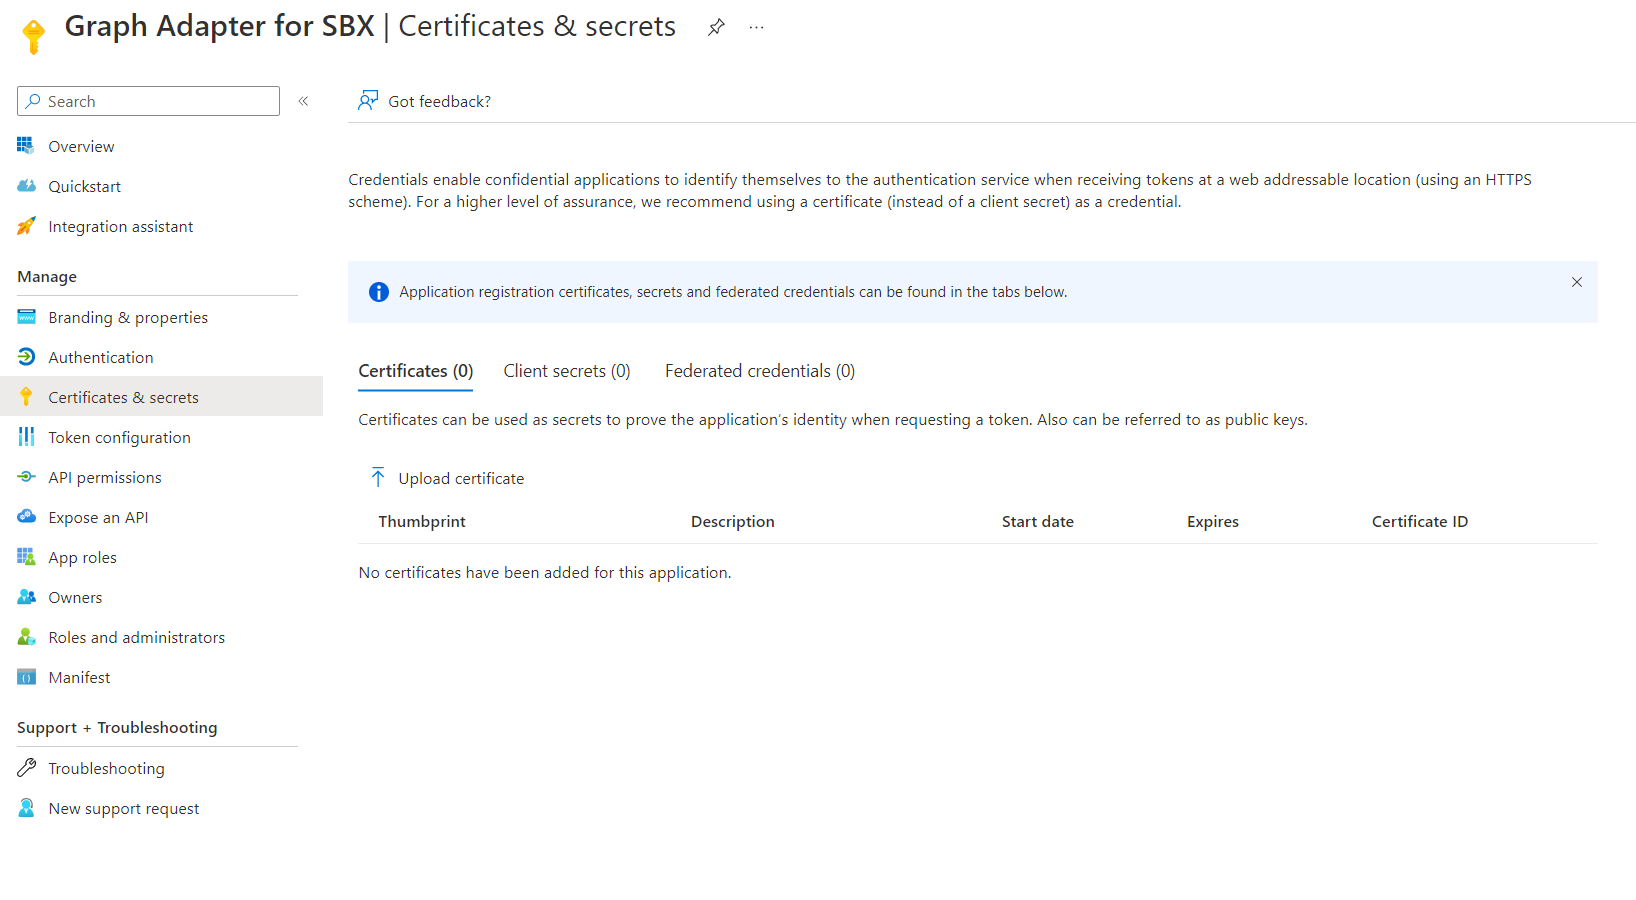 Graph Adapter for SBX | Certificates & secrets
Search
Overview
Quickstart
Integration assistant
Manage
Branding & properties
Authentication
Certificates & secrets
Token configuration
API permissions
Expose an API
App roles
Owners
Roles and administrators
Manifest
Support + Troubleshooting
Troubleshooting
New support request
Got feedback?
Credentials enable confidential applications to identify themselves to the authentication service when receiving tokens at a web addressable location (using an HTTPS
scheme). For a higher level of assurance, we recommend using a certificate (instead of a client secret) as a credential.
Application registration certificates, secrets and federated credentials can be found in the tabs below.
Certificates (0) Client secrets (0) Federated credentials (0)
Certificates can be used as secrets to prove the application's identity when requesting a token. Also can be referred to as public keys.
Upload certificate
Thumbprint Description Start date Expires Certificate ID
No certificates have been added for this application.